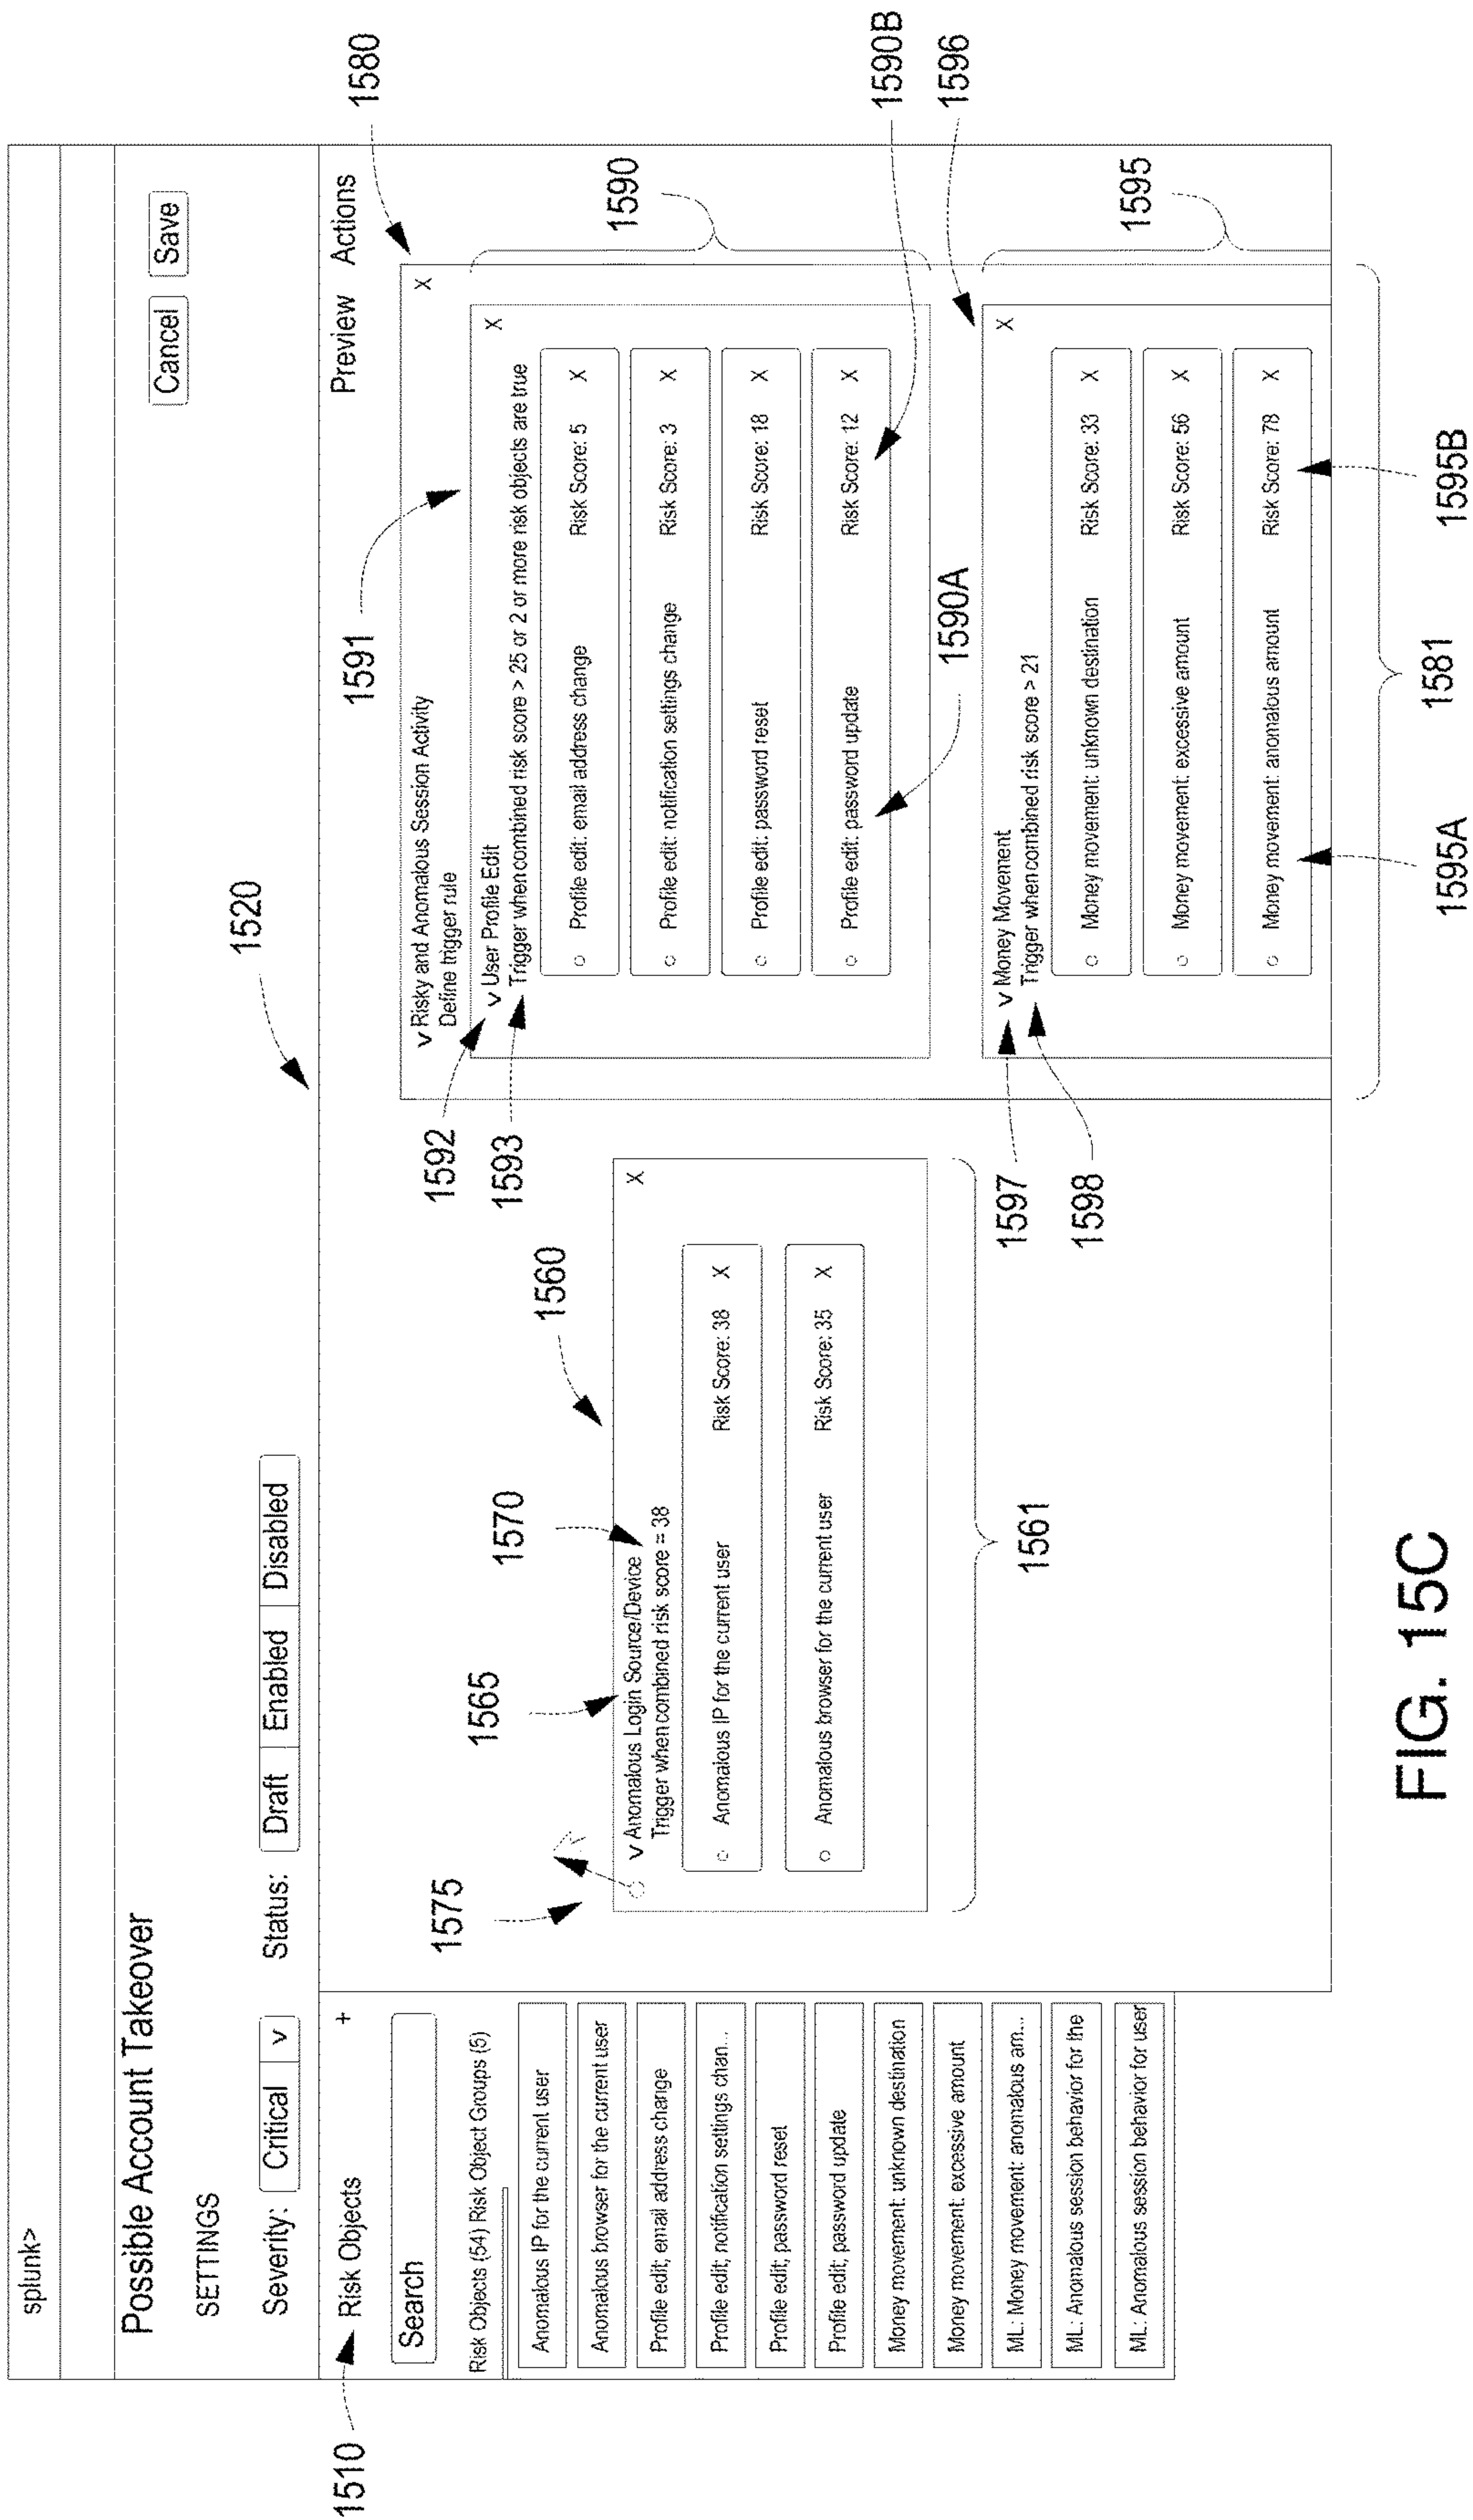 splunk>
Possible Account Takeover
Cancel Save
SETTINGS
Severity: Critical v Status: Draft Enabled Disabled
1520
1510
Risk Objects +
Preview Actions
1580
Search
Risk Objects (54) Risk Object Groups (5)
Anomalous IP for the current user
Anomalous browser for the current user
Profile edit; email address change
Profile edit, notification settings chan...
Profile edit; password reset
Profile edit; password update
Money movement: unknown destination
Money movement: excessive amount
ML: Money movement: anomalous am...
ML: Anomalous session behavior for the
ML: Anomalous session behavior for user
1575
1565
1570
1560
v Anomalous Login Source/Device X
Trigger when combined risk score = 38
○ Anomalous IP for the current user Risk Score: 38 X
○ Anomalous browser for the current user Risk Score: 35 X
1561
1591
v Risky and Anomalous Session Activity X
Define trigger rule
1592
v User Profile Edit X
1593
Trigger when combined risk score > 25 or 2 or more risk objects are true
○ Profile edit: email address change Risk Score: 5 X
○ Profile edit: notification settings change Risk Score: 3 X
○ Profile edit: password reset Risk Score: 18 X
○ Profile edit: password update Risk Score: 12 X
1590
1590A
1590B
1596
1597
v Money Movement X
1598
Trigger when combined risk score > 21
○ Money movement: unknown destination Risk Score: 33 X
○ Money movement: excessive amount Risk Score: 56 X
○ Money movement: anomalous amount Risk Score: 78 X
1595
1595A
1581
1595B
FIG. 15C